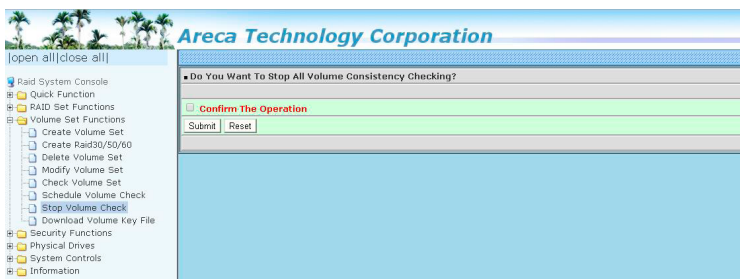 Areca Technology Corporation
|open all|close all|
Raid System Console
Quick Function
RAID Set Functions
Volume Set Functions
Create Volume Set
Create Raid30/50/60
Delete Volume Set
Modify Volume Set
Check Volume Set
Schedule Volume Check
Stop Volume Check
Download Volume Key File
Security Functions
Physical Drives
System Controls
Information
Do You Want To Stop All Volume Consistency Checking?
Confirm The Operation
Submit Reset